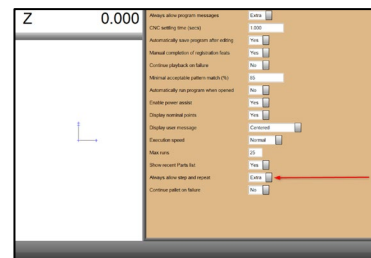 Z 0.000
Always allow program messages Extra
CNC settling time (secs) 1.000
Automatically save program after editing Yes
Manual completion of registration feats Yes
Continue playback on failure No
Minimal acceptable pattern match (%) 65
Automatically run program when opened No
Enable power assist Yes
Display nominal points Yes
Display user message Centered
Execution speed Normal
Max runs 25
Show recent Parts list Yes
Always allow step and repeat Extra
Continue pallet on failure No